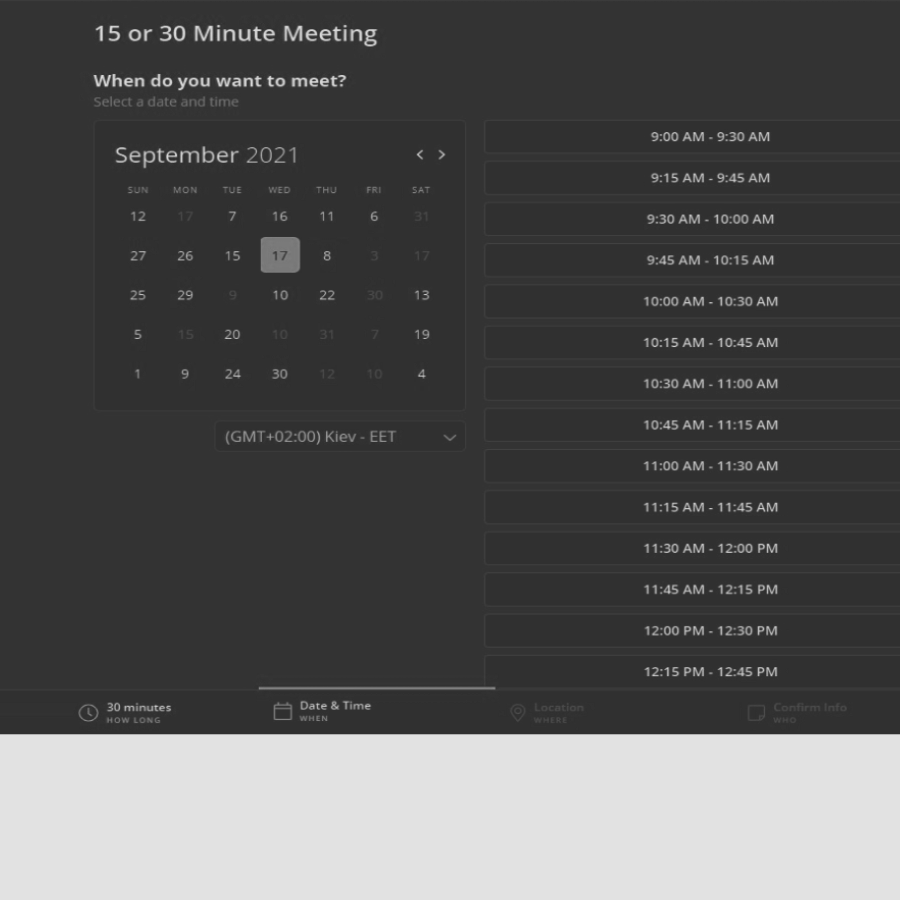 15 or 30 Minute Meeting
When do you want to meet?
Select a date and time
September 2021
SUN MON TUE WED THU FRI SAT
12 17 7 16 11 6 31
27 26 15 17 8 3 17
25 29 9 10 22 30 13
5 15 20 10 31 7 19
1 9 24 30 12 10 4
(GMT+02:00) Kiev - EET
9:00 AM - 9:30 AM
9:15 AM - 9:45 AM
9:30 AM - 10:00 AM
9:45 AM - 10:15 AM
10:00 AM - 10:30 AM
10:15 AM - 10:45 AM
10:30 AM - 11:00 AM
10:45 AM - 11:15 AM
11:00 AM - 11:30 AM
11:15 AM - 11:45 AM
11:30 AM - 12:00 PM
11:45 AM - 12:15 PM
12:00 PM - 12:30 PM
12:15 PM - 12:45 PM
30 minutes
HOW LONG
Date & Time
WHEN
Location
WHERE
Confirm Info
WHO